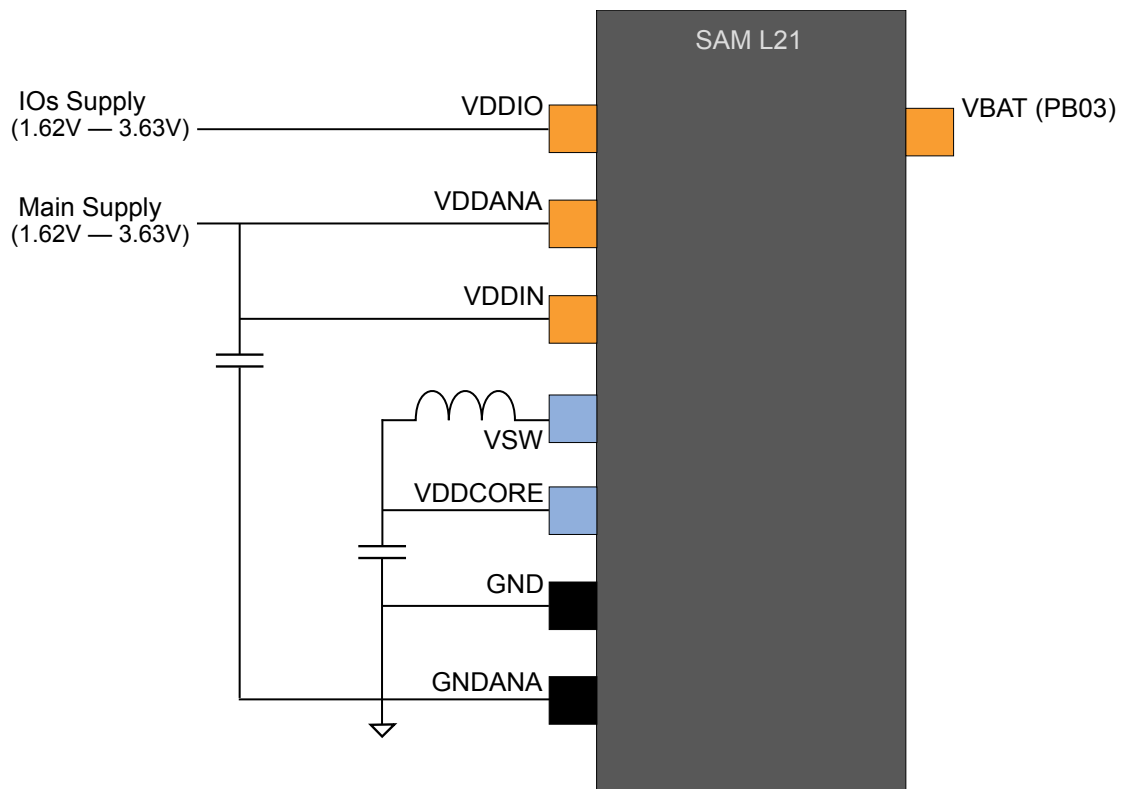 SAM L21
IOs Supply
(1.62V — 3.63V)
VDDIO
VBAT (PB03)
Main Supply
(1.62V — 3.63V)
VDDANA
VDDIN
VSW
VDDCORE
GND
GNDANA